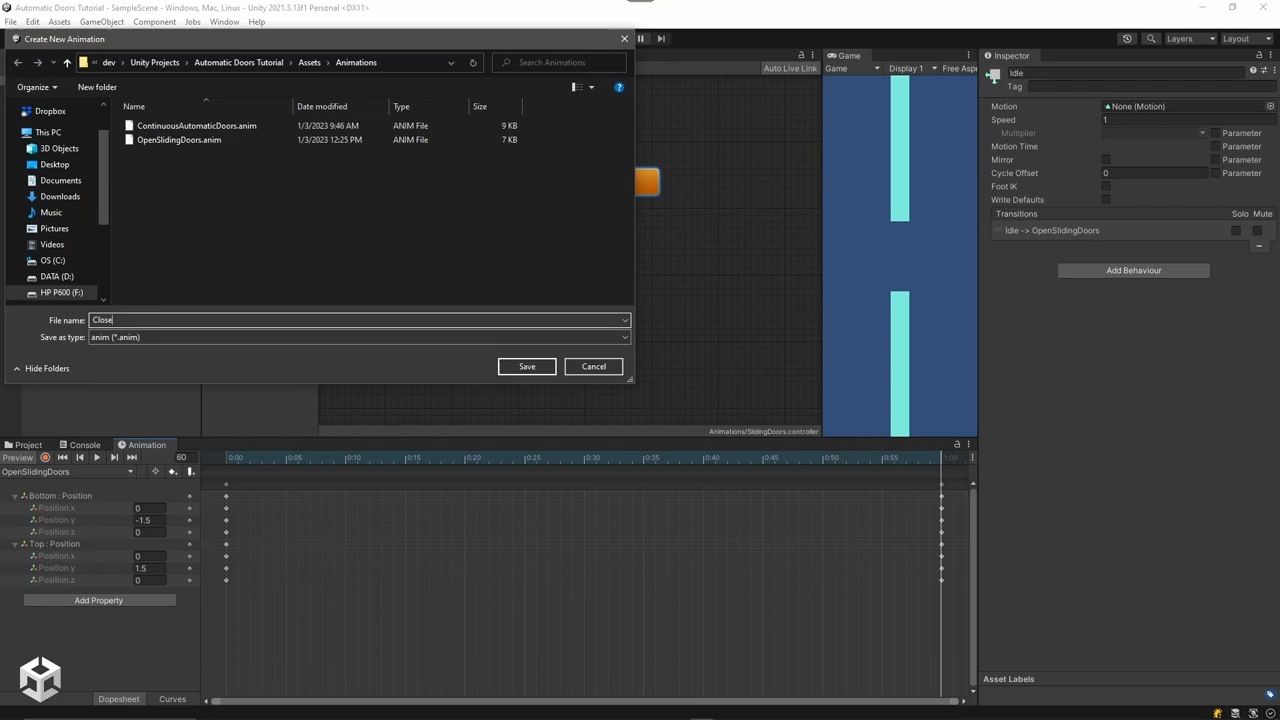 Automatic Doors Tutorial - SampleScene - Windows, Mac, Linux - Unity 2021.3.13f1 Personal <DX11>
File Edit Assets GameObject Component Jobs Window Help
Create New Animation
Layers Layout
dev Unity Projects Automatic Doors Tutorial Assets Animations Search Animations
Organize New folder
Name Date modified Type Size
Dropbox
This PC
3D Objects
Desktop
Documents
Downloads
Music
Pictures
Videos
OS (C:)
DATA (D:)
HP P600 (F:)
ContinuousAutomaticDoors.anim 1/3/2023 9:46 AM ANIM File 9 KB
OpenSlidingDoors.anim 1/3/2023 12:25 PM ANIM File 7 KB
File name: Close
Save as type: anim (*.anim)
Hide Folders Save Cancel
Auto Live Link
Animations/SlidingDoors.controller
Game
Game Display 1 Free Aspe
Inspector
Idle
Tag
Motion None (Motion)
Speed 1
Multiplier Parameter
Motion Time Parameter
Mirror Parameter
Cycle Offset 0 Parameter
Foot IK
Write Defaults
Transitions Solo Mute
Idle -> OpenSlidingDoors
Add Behaviour
Asset Labels
Project Console Animation
Preview 60 0:00 0:05 0:10 0:15 0:20 0:25 0:30 0:35 0:40 0:45 0:50 0:55 1:00
OpenSlidingDoors
Bottom : Position
Position.x 0
Position.y -1.5
Position.z 0
Top : Position
Position.x 0
Position.y 1.5
Position.z 0
Add Property
Dopesheet Curves